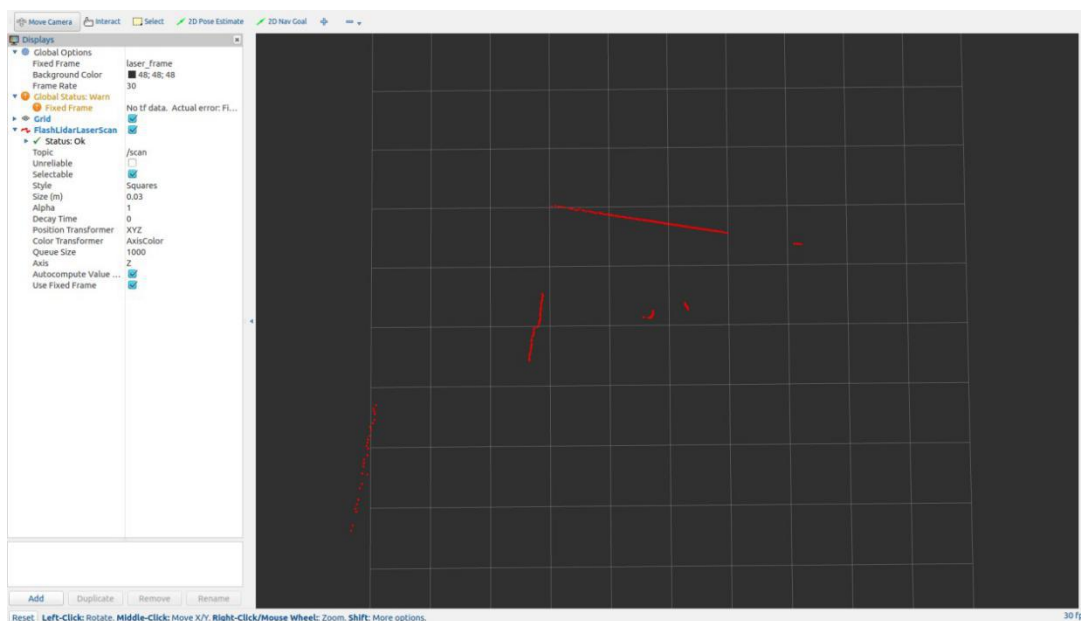 Move Camera Interact Select 2D Pose Estimate 2D Nav Goal
Displays
Global Options
Fixed Frame laser_frame
Background Color 48; 48; 48
Frame Rate 30
Global Status: Warn
Fixed Frame No tf data. Actual error: Fi...
Grid
FlashLidarLaserScan
Status: Ok
Topic /scan
Unreliable
Selectable
Style Squares
Size (m) 0.03
Alpha 1
Decay Time 0
Position Transformer XYZ
Color Transformer AxisColor
Queue Size 1000
Axis Z
Autocompute Value ...
Use Fixed Frame
Add Duplicate Remove Rename
Reset Left-Click: Rotate. Middle-Click: Move X/Y. Right-Click/Mouse Wheel: Zoom. Shift: More options. 30 fp